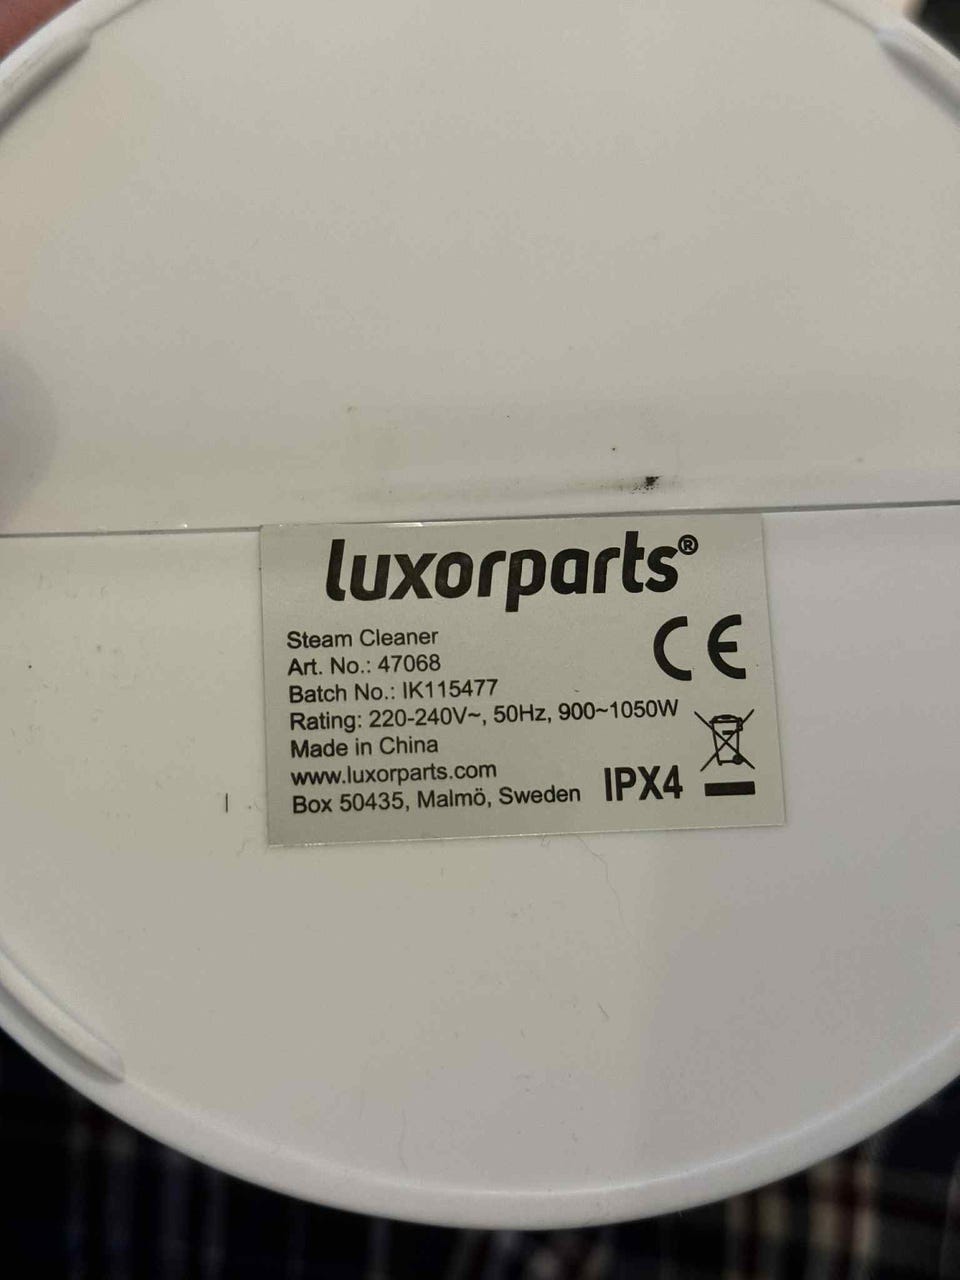 luxorparts®
Steam Cleaner
Art. No.: 47068
Batch No.: IK115477
Rating: 220-240V~, 50Hz, 900~1050W
Made in China
www.luxorparts.com
Box 50435, Malmö, Sweden
CE
IPX4